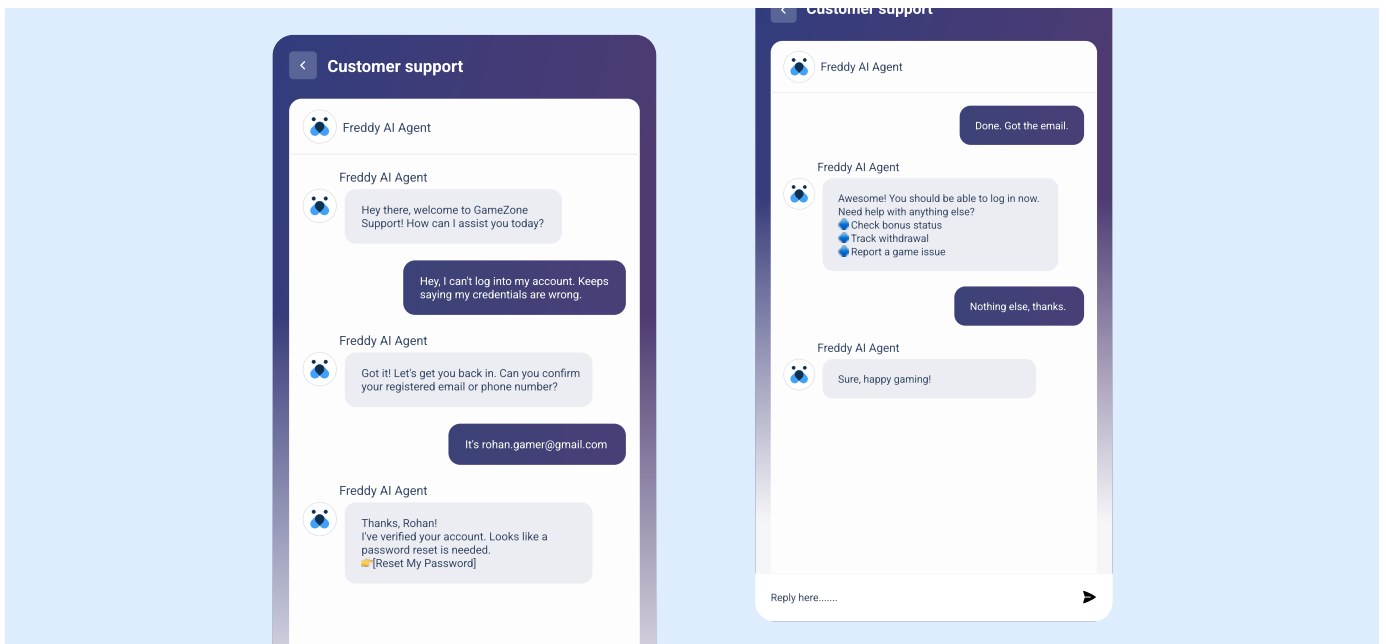 Customer support
Freddy AI Agent
Freddy AI Agent
Hey there, welcome to GameZone
Support! How can I assist you today?
Hey, I can't log into my account. Keeps
saying my credentials are wrong.
Freddy AI Agent
Got it! Let's get you back in. Can you confirm
your registered email or phone number?
It's rohan.gamer@gmail.com
Freddy AI Agent
Thanks, Rohan!
I've verified your account. Looks like a
password reset is needed.
👉[Reset My Password]
Customer support
Freddy AI Agent
Done. Got the email.
Freddy AI Agent
Awesome! You should be able to log in now.
Need help with anything else?
Check bonus status
Track withdrawal
Report a game issue
Nothing else, thanks.
Freddy AI Agent
Sure, happy gaming!
Reply here.......